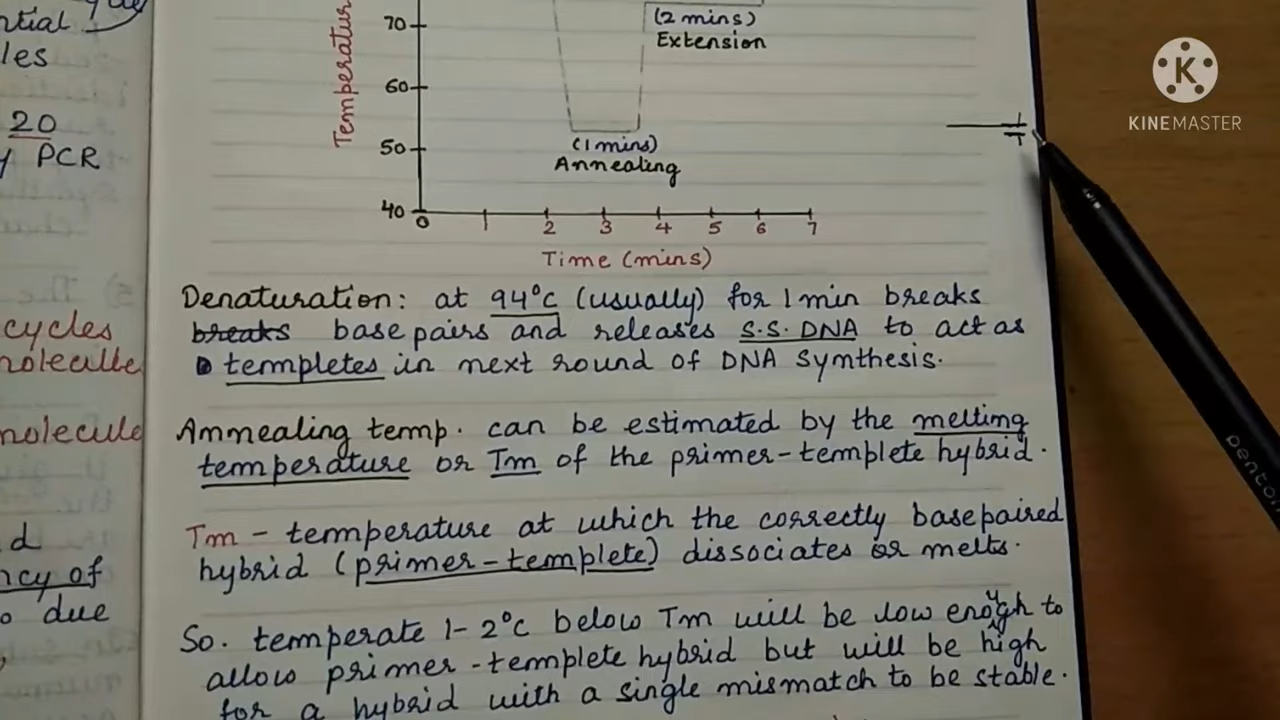 ntial
les
20
PCR
cycles
molecule
d
ncy of
due
Temperatur
70
60
50
40
(2 mins)
Extension
(1 mins)
Annealing
0 1 2 3 4 5 6 7
Time (mins)
Denaturation: at 94°C (usually) for 1 min breaks
breaks base pairs and releases S.S. DNA to act as
templetes in next round of DNA synthesis.
Annealing temp. can be estimated by the melting
temperature or Tm of the primer-templete hybrid.
Tm - temperature at which the correctly basepaired
hybrid (primer-templete) dissociates or melts.
So. temperate 1-2°C below Tm will be low enough to
allow primer-templete hybrid but will be high
for a hybrid with a single mismatch to be stable.
KINEMASTER
K
pento